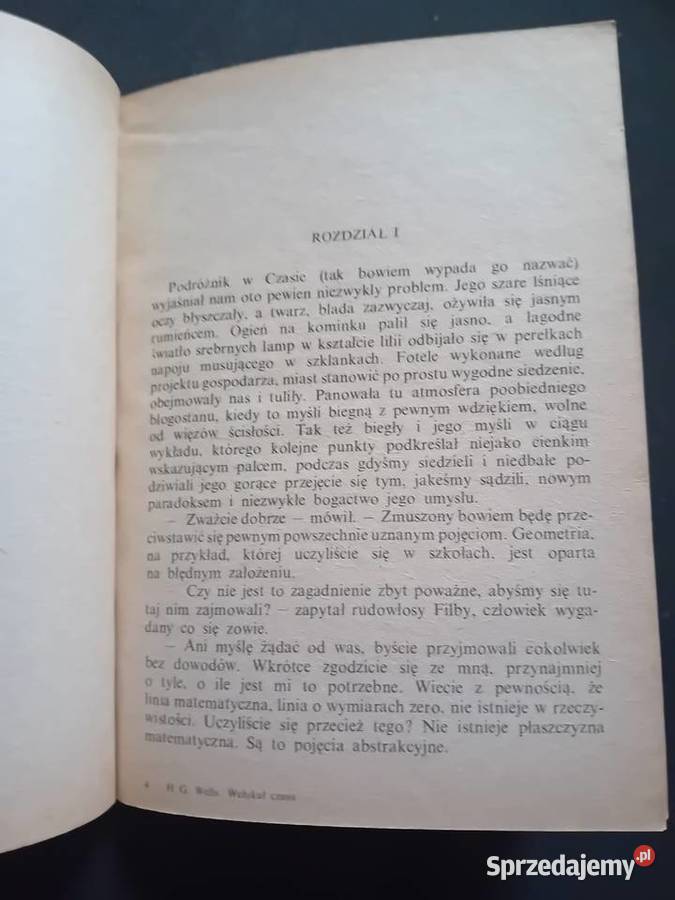 ROZDZIAŁ I
Podróżnik w Czasie (tak bowiem wypada go nazwać)
wyjaśniał nam oto pewien niezwykły problem. Jego szare lśniące
oczy błyszczały, a twarz, blada zazwyczaj, ożywiła się jasnym
rumieńcem. Ogień na kominku palił się jasno, a łagodne
światło srebrnych lamp w kształcie lilii odbijało się w perełkach
napoju musującego w szklankach. Fotele wykonane według
projektu gospodarza, miast stanowić po prostu wygodne siedzenie,
obejmowały nas i tuliły. Panowała tu atmosfera poobiedniego
błogostanu, kiedy to myśli biegną z pewnym wdziękiem, wolne
od więzów ścisłości. Tak też biegły i jego myśli w ciągu
wykładu, którego kolejne punkty podkreślał niejako cienkim
wskazującym palcem, podczas gdyśmy siedzieli i niedbale po-
dziwiali jego gorące przejęcie się tym, jakeśmy sądzili, nowym
paradoksem i niezwykłe bogactwo jego umysłu.
– Zważcie dobrze – mówił. – Zmuszony bowiem będę prze-
ciwstawić się pewnym powszechnie uznanym pojęciom. Geometria,
na przykład, której uczyliście się w szkołach, jest oparta
na błędnym założeniu.
– Czy nie jest to zagadnienie zbyt poważne, abyśmy się tu-
taj nim zajmowali? – zapytał rudowłosy Filby, człowiek wyga-
dany co się zowie.
– Ani myślę żądać od was, byście przyjmowali cokolwiek
bez dowodów. Wkrótce zgodzicie się ze mną, przynajmniej
o tyle, o ile jest mi to potrzebne. Wiecie z pewnością, że
linia matematyczna, linia o wymiarach zero, nie istnieje w rzeczy-
wistości. Uczyliście się przecież tego? Nie istnieje płaszczyzna
matematyczna. Są to pojęcia abstrakcyjne.
4 H. G. Wells. Wehikuł czasu
Sprzedajemy.pl